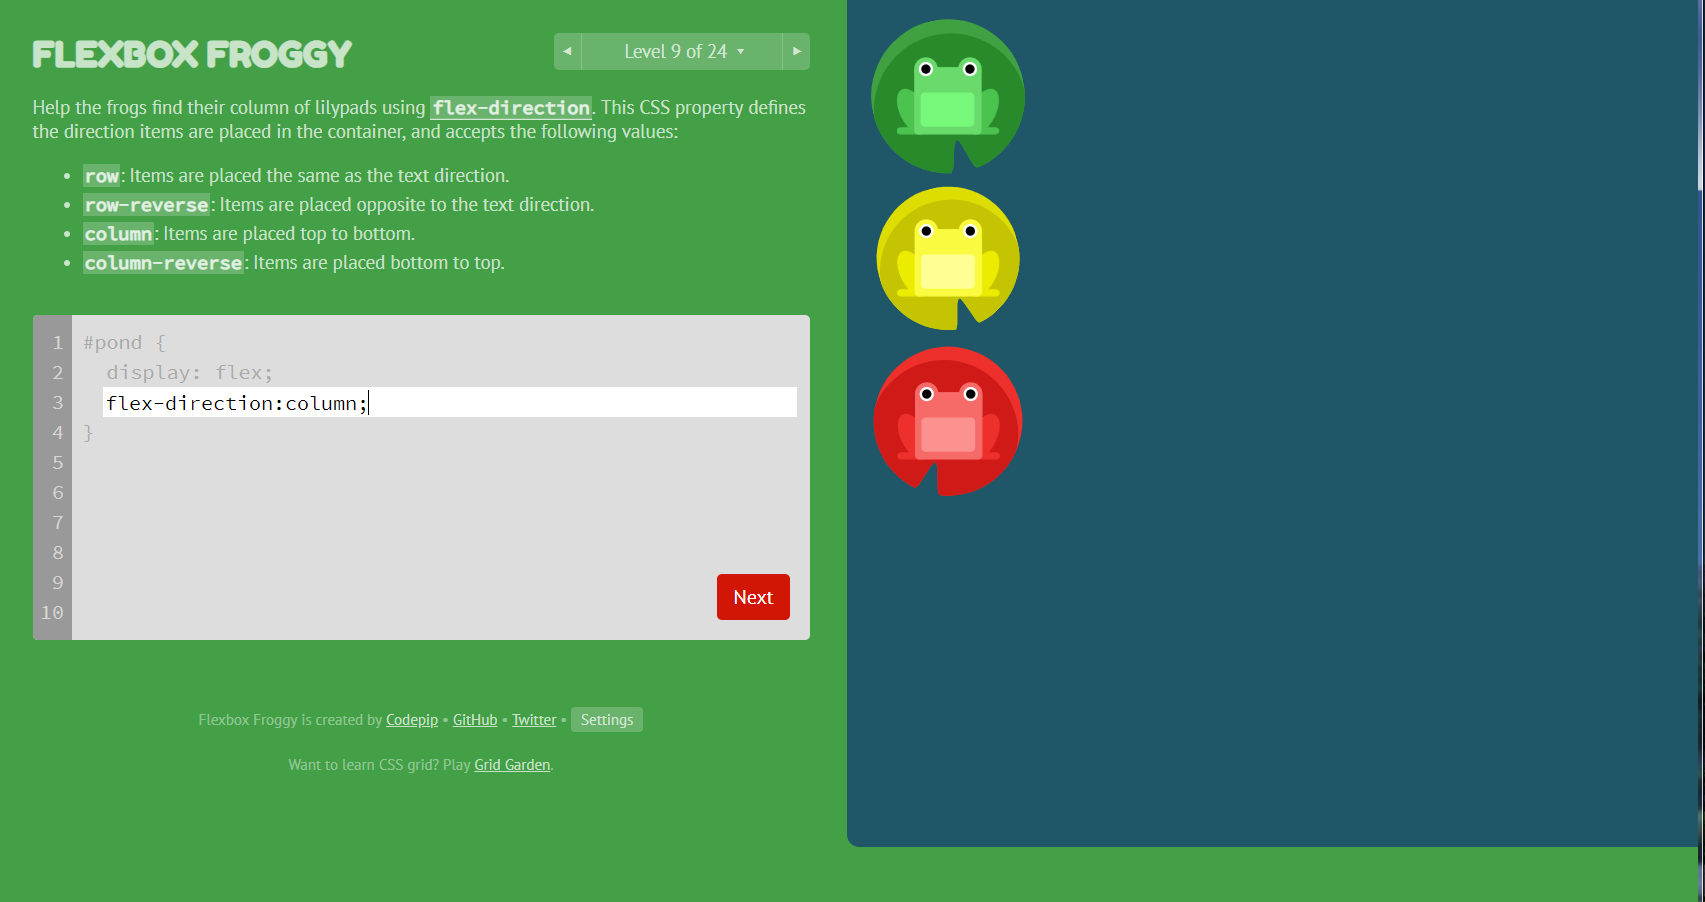 FLEXBOX FROGGY
◀ Level 9 of 24 ▼ ▶
Help the frogs find their column of lilypads using flex-direction. This CSS property defines
the direction items are placed in the container, and accepts the following values:
• row: Items are placed the same as the text direction.
• row-reverse: Items are placed opposite to the text direction.
• column: Items are placed top to bottom.
• column-reverse: Items are placed bottom to top.
1 #pond {
2 display: flex;
3 flex-direction:column;
4 }
5
6
7
8
9
10
Next
Flexbox Froggy is created by Codepip • GitHub • Twitter • Settings
Want to learn CSS grid? Play Grid Garden.